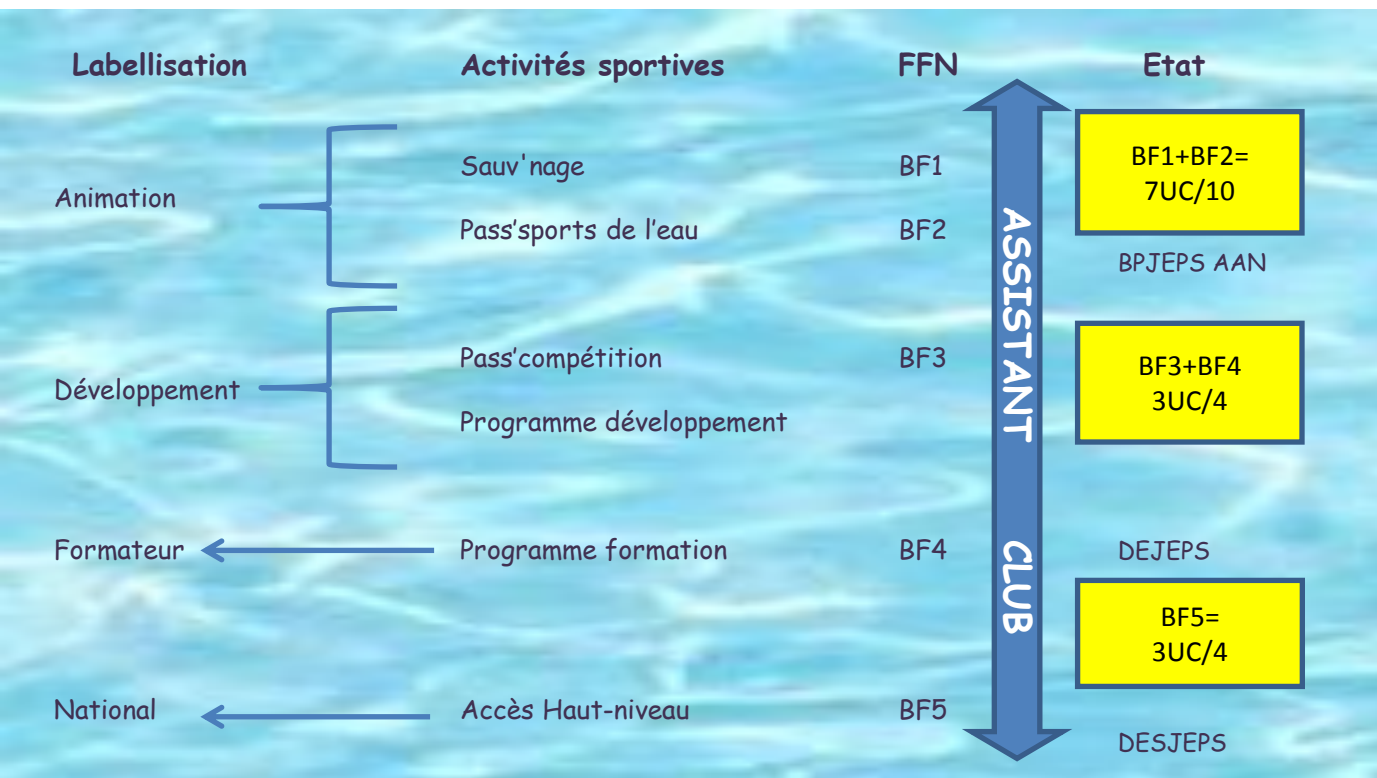 Labellisation Activités sportives FFN Etat
BF1+BF2=
7UC/10
Sauv'nage BF1
Animation
Pass’sports de l’eau BF2
BPJEPS AAN
ASSISTANT CLUB
Pass’compétition BF3
BF3+BF4
3UC/4
Développement
Programme développement
Formateur Programme formation BF4 DEJEPS
BF5=
3UC/4
National Accès Haut-niveau BF5
DESJEPS